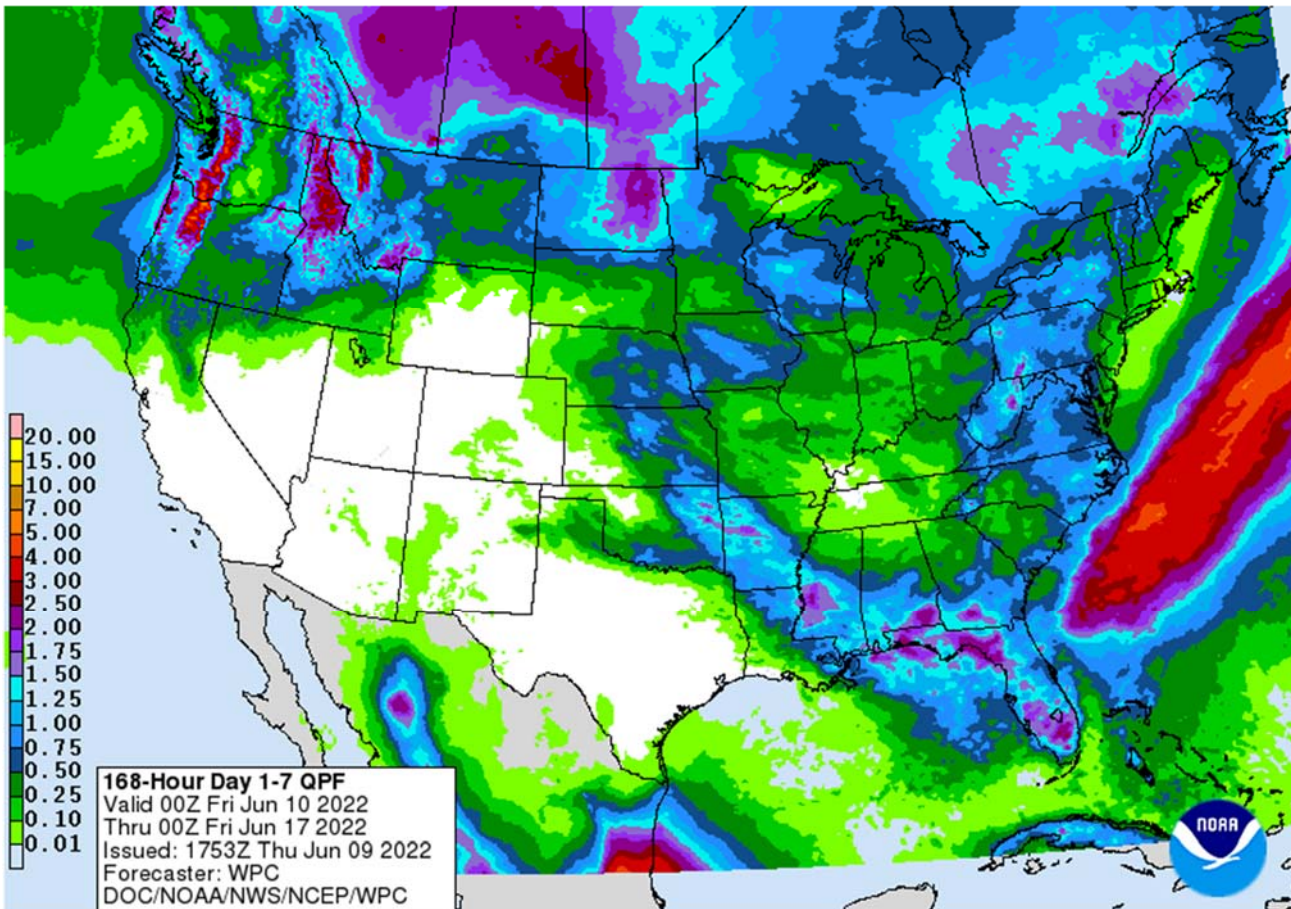 20.00
15.00
10.00
7.00
5.00
4.00
3.00
2.50
2.00
1.75
1.50
1.25
1.00
0.75
0.50
0.25
0.10
0.01
168-Hour Day 1-7 QPF
Valid 00Z Fri Jun 10 2022
Thru 00Z Fri Jun 17 2022
Issued: 1753Z Thu Jun 09 2022
Forecaster: WPC
DOC/NOAA/NWS/NCEP/WPC
NOAA